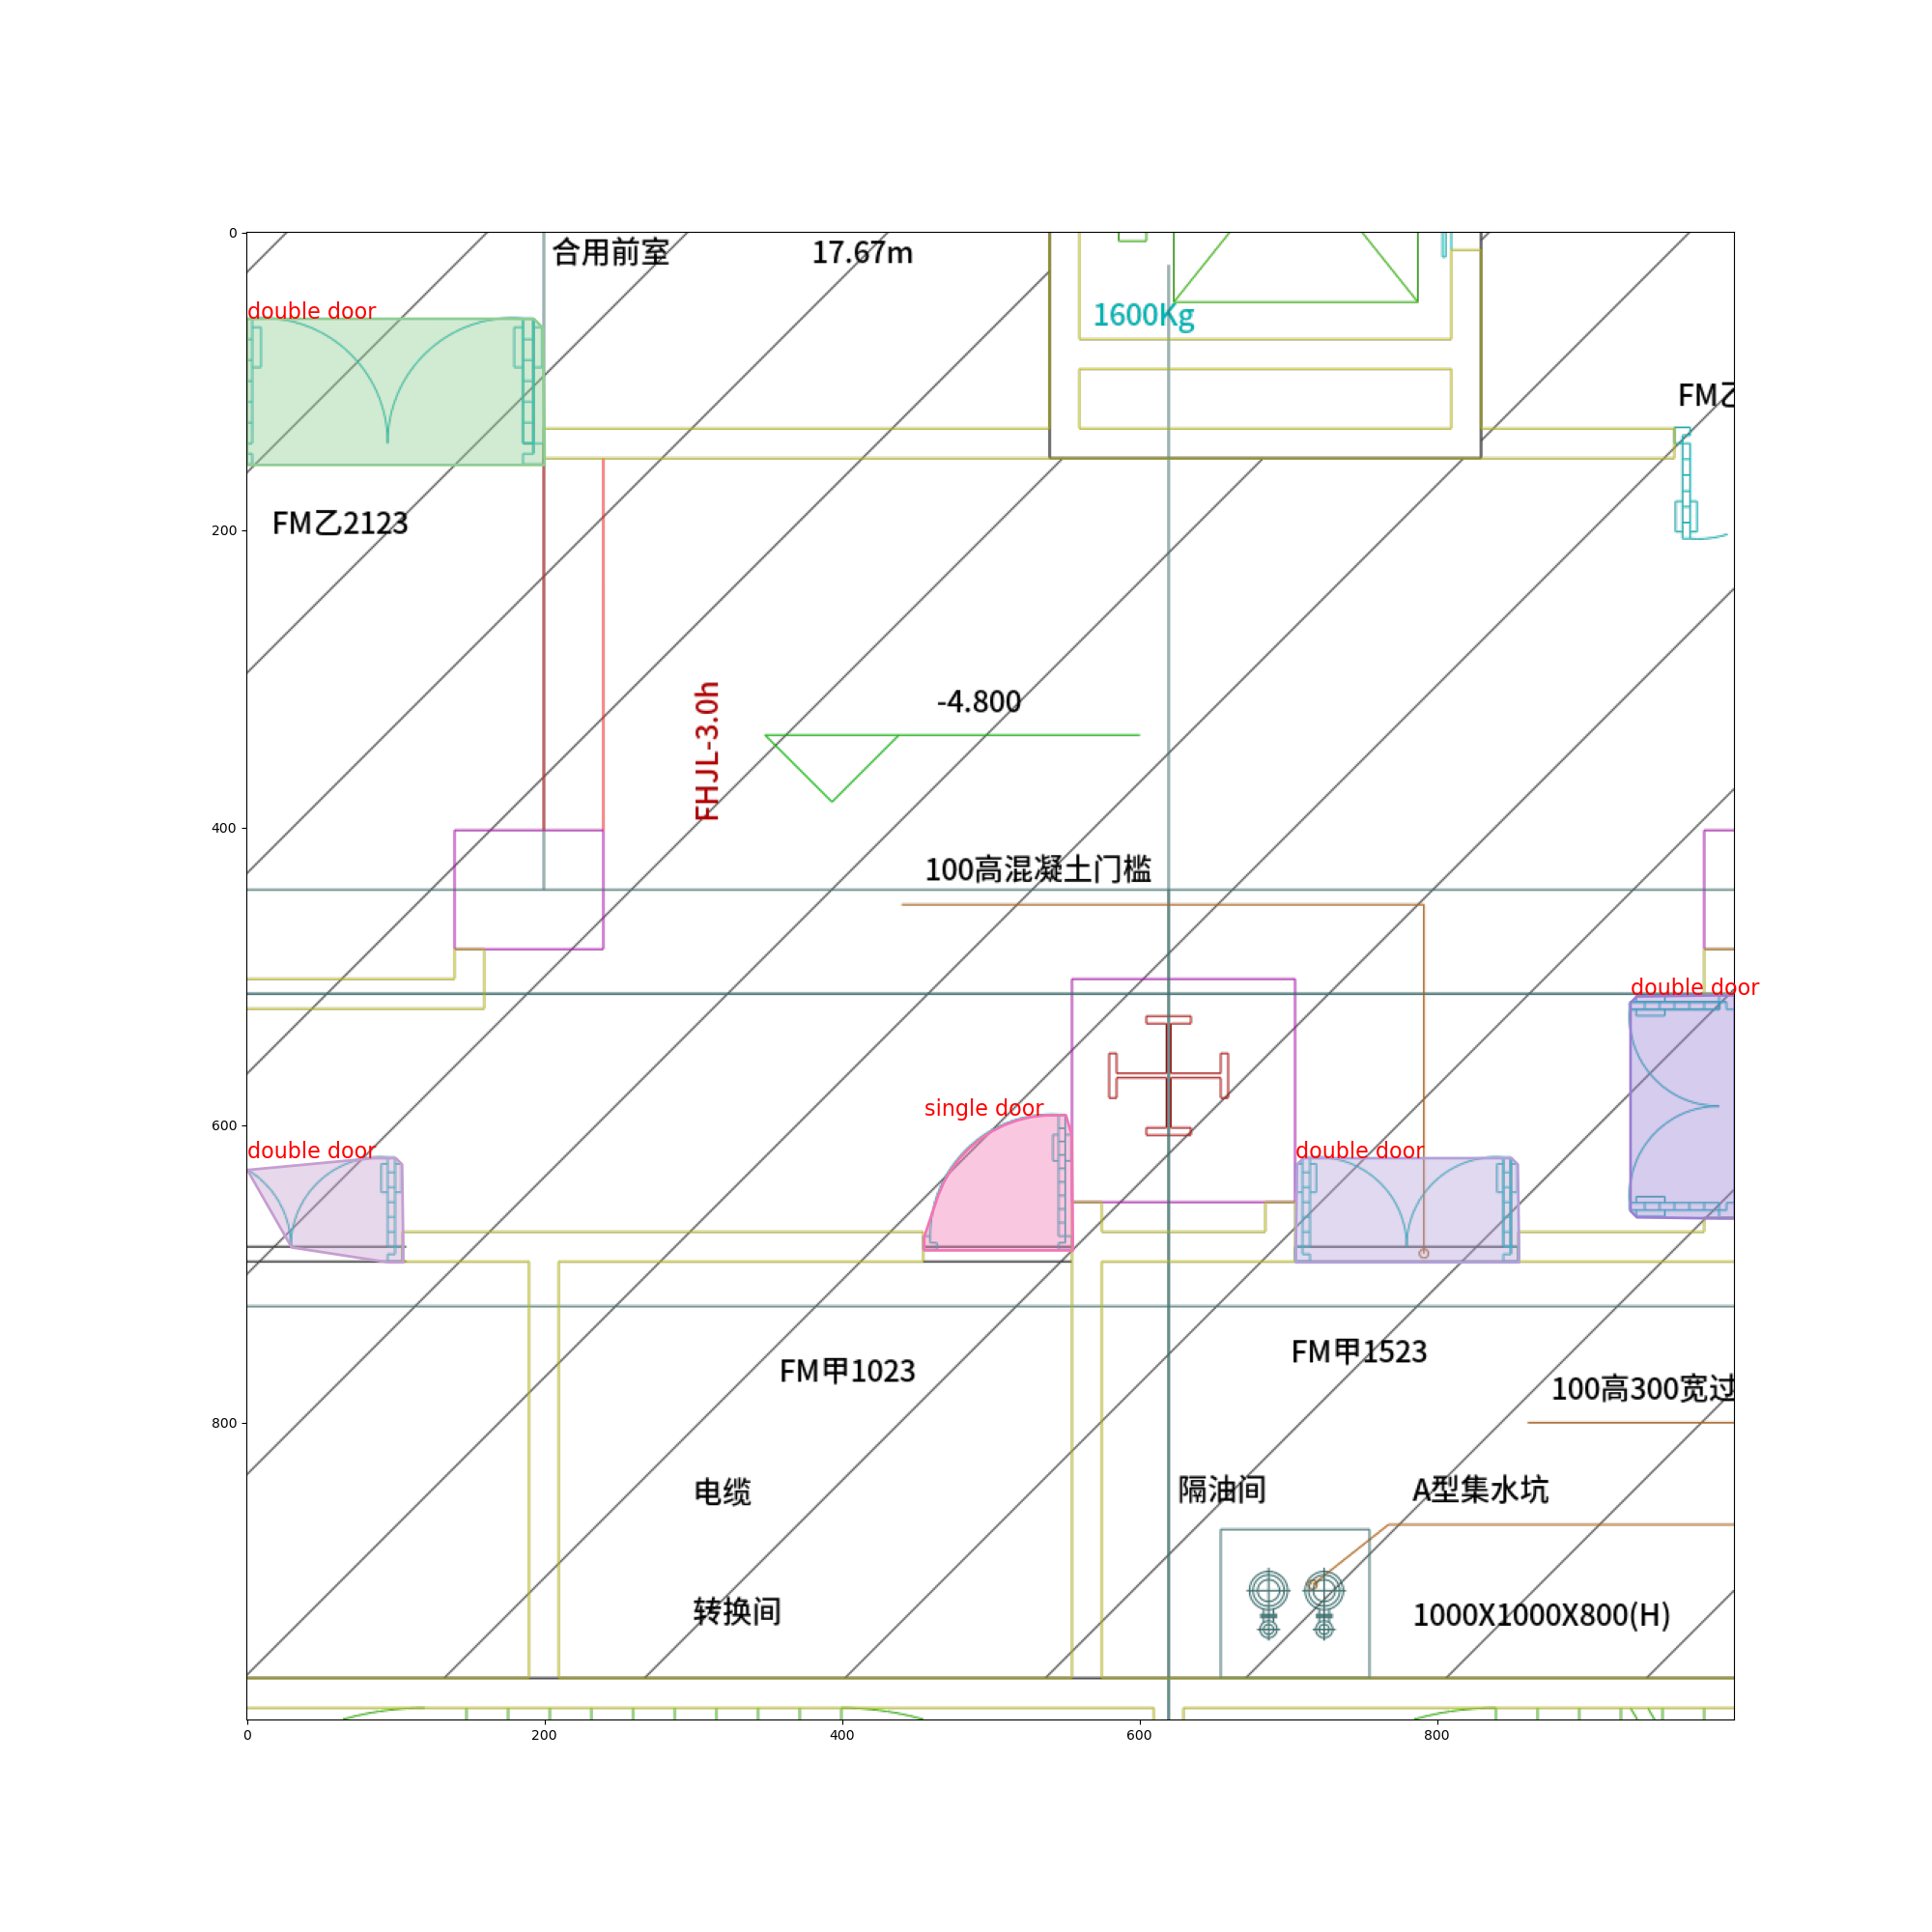 0
合用前室
17.67m
double door
1600Kg
FM乙
200
FM乙2123
FHJL-3.0h
-4.800
400
100高混凝土门槛
double door
600
single door
double door
double door
FM甲1023
FM甲1523
100高300宽过
800
电缆
隔油间
A型集水坑
转换间
1000X1000X800(H)
0
200
400
600
800